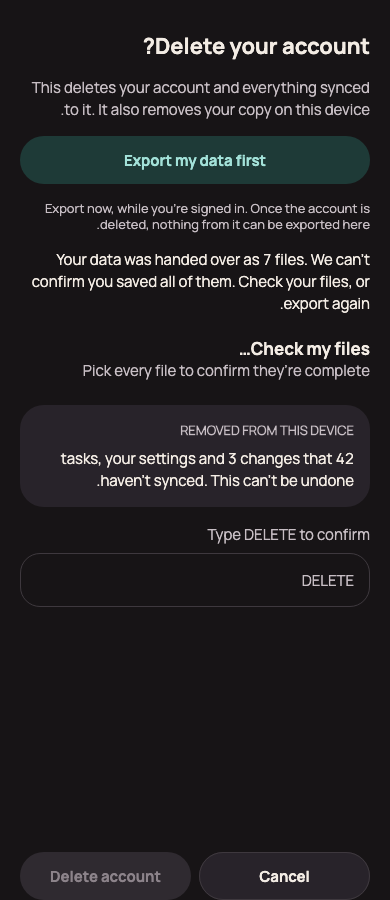 Delete your account?
This deletes your account and everything synced
to it. It also removes your copy on this device.
Export my data first
Export now, while you're signed in. Once the account is
deleted, nothing from it can be exported here.
Your data was handed over as 7 files. We can't
confirm you saved all of them. Check your files, or
export again.
Check my files…
Pick every file to confirm they're complete
REMOVED FROM THIS DEVICE
42 tasks, your settings and 3 changes that
haven't synced. This can't be undone.
Type DELETE to confirm
DELETE
Delete account
Cancel